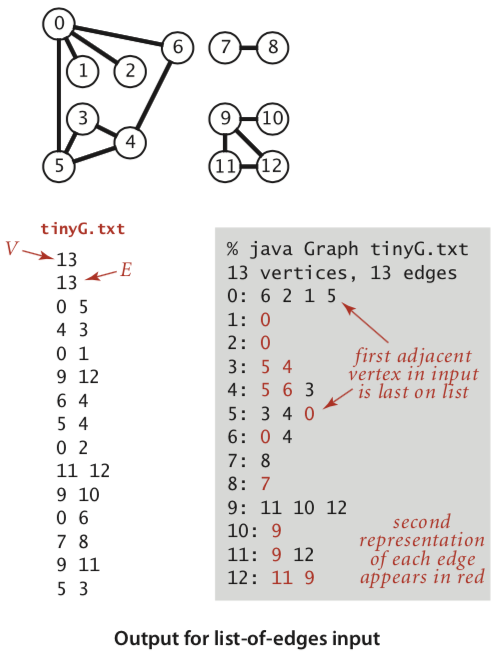 0
6
7
8
1
2
3
9
10
4
5
11
12
tinyG.txt
V
13
E
13
0 5
4 3
0 1
9 12
6 4
5 4
0 2
11 12
9 10
0 6
7 8
9 11
5 3
% java Graph tinyG.txt
13 vertices, 13 edges
0: 6 2 1 5
1: 0
2: 0
3: 5 4
4: 5 6 3
5: 3 4 0
6: 0 4
7: 8
8: 7
9: 11 10 12
10: 9
11: 9 12
12: 11 9
first adjacent
vertex in input
is last on list
second
representation
of each edge
appears in red
Output for list-of-edges input